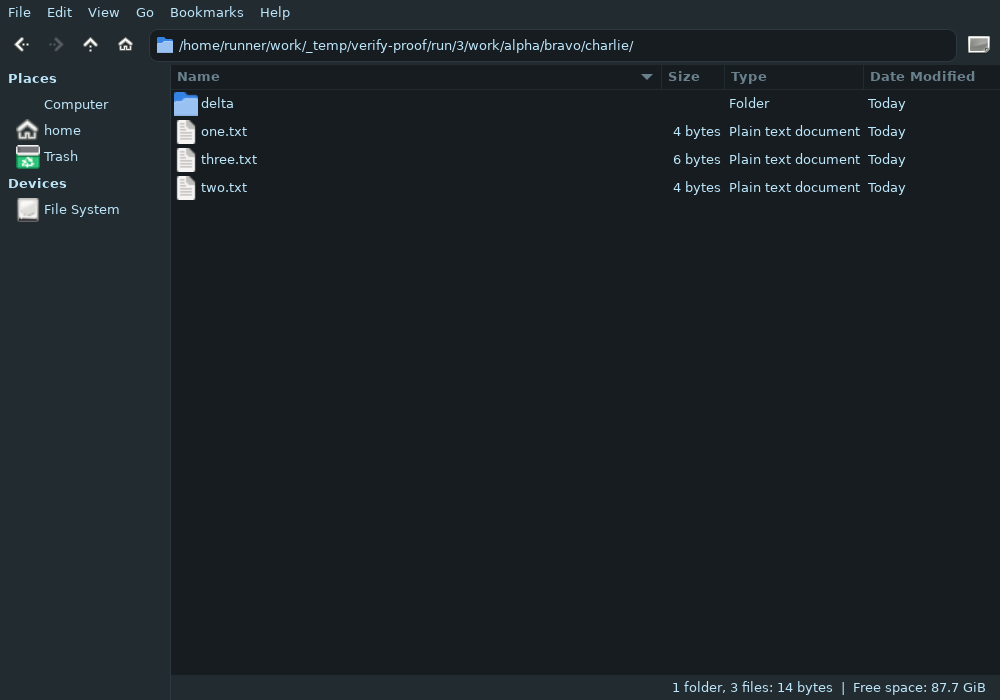 File Edit View Go Bookmarks Help
/home/runner/work/_temp/verify-proof/run/3/work/alpha/bravo/charlie/
Places
Computer
home
Trash
Devices
File System
Name Size Type Date Modified
delta Folder Today
one.txt 4 bytes Plain text document Today
three.txt 6 bytes Plain text document Today
two.txt 4 bytes Plain text document Today
1 folder, 3 files: 14 bytes | Free space: 87.7 GiB